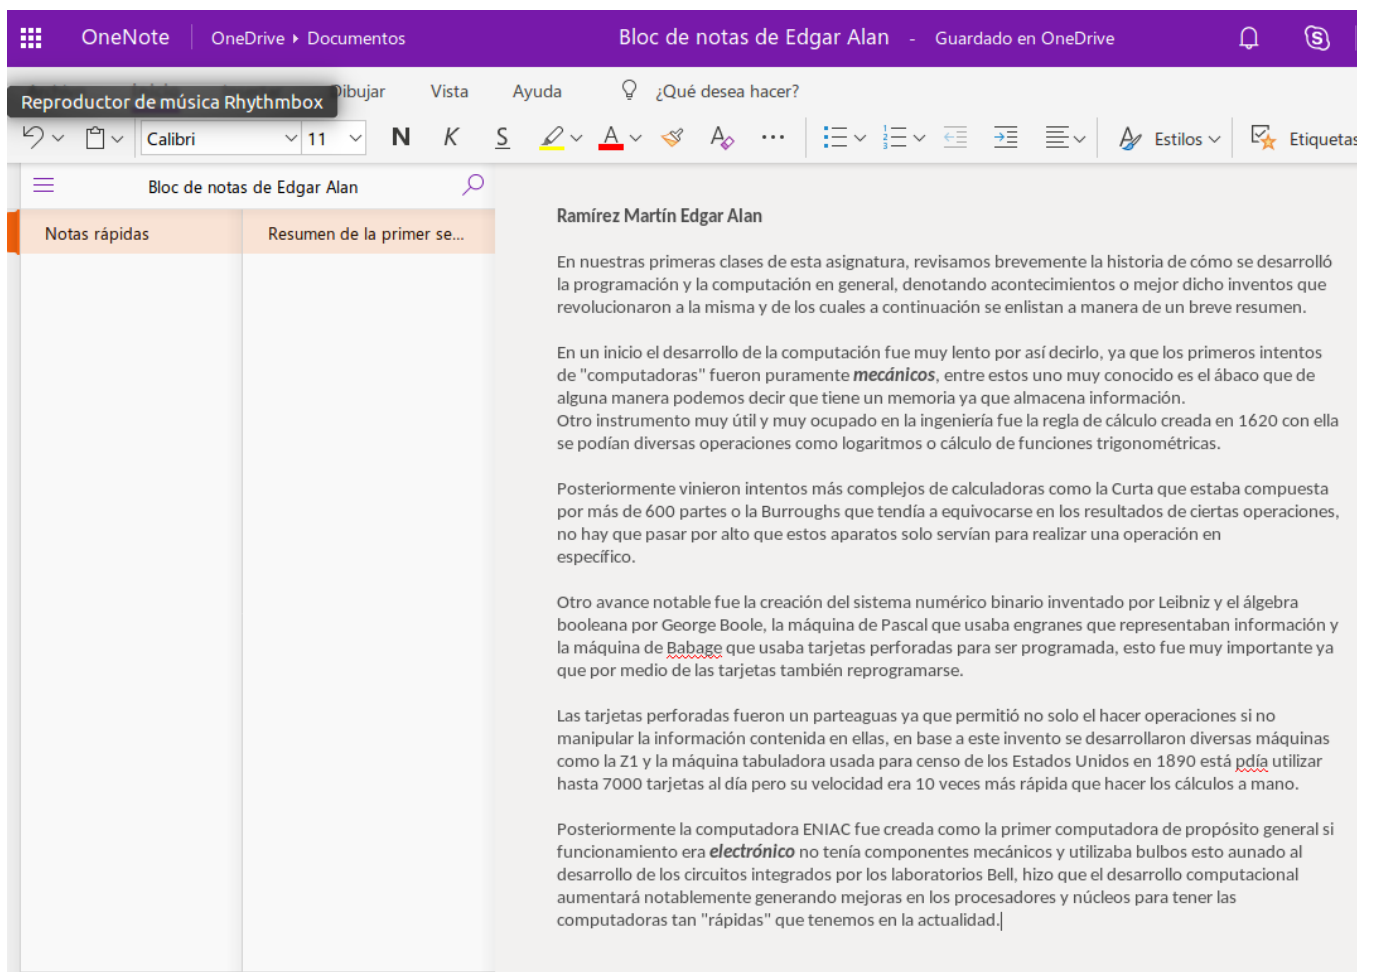 OneNote OneDrive ▸ Documentos Bloc de notas de Edgar Alan - Guardado en OneDrive
Reproductor de música Rhythmbox Dibujar Vista Ayuda ¿Qué desea hacer?
Calibri 11 N K S A A ... Estilos Etiquetas
Bloc de notas de Edgar Alan
Notas rápidas Resumen de la primer se...
Ramírez Martín Edgar Alan
En nuestras primeras clases de esta asignatura, revisamos brevemente la historia de cómo se desarrolló
la programación y la computación en general, denotando acontecimientos o mejor dicho inventos que
revolucionaron a la misma y de los cuales a continuación se enlistan a manera de un breve resumen.
En un inicio el desarrollo de la computación fue muy lento por así decirlo, ya que los primeros intentos
de "computadoras" fueron puramente mecánicos, entre estos uno muy conocido es el ábaco que de
alguna manera podemos decir que tiene un memoria ya que almacena información.
Otro instrumento muy útil y muy ocupado en la ingeniería fue la regla de cálculo creada en 1620 con ella
se podían diversas operaciones como logaritmos o cálculo de funciones trigonométricas.
Posteriormente vinieron intentos más complejos de calculadoras como la Curta que estaba compuesta
por más de 600 partes o la Burroughs que tendía a equivocarse en los resultados de ciertas operaciones,
no hay que pasar por alto que estos aparatos solo servían para realizar una operación en
específico.
Otro avance notable fue la creación del sistema numérico binario inventado por Leibniz y el álgebra
booleana por George Boole, la máquina de Pascal que usaba engranes que representaban información y
la máquina de Babage que usaba tarjetas perforadas para ser programada, esto fue muy importante ya
que por medio de las tarjetas también reprogramarse.
Las tarjetas perforadas fueron un parteaguas ya que permitió no solo el hacer operaciones si no
manipular la información contenida en ellas, en base a este invento se desarrollaron diversas máquinas
como la Z1 y la máquina tabuladora usada para censo de los Estados Unidos en 1890 está pdía utilizar
hasta 7000 tarjetas al día pero su velocidad era 10 veces más rápida que hacer los cálculos a mano.
Posteriormente la computadora ENIAC fue creada como la primer computadora de propósito general si
funcionamiento era electrónico no tenía componentes mecánicos y utilizaba bulbos esto aunado al
desarrollo de los circuitos integrados por los laboratorios Bell, hizo que el desarrollo computacional
aumentará notablemente generando mejoras en los procesadores y núcleos para tener las
computadoras tan "rápidas" que tenemos en la actualidad.